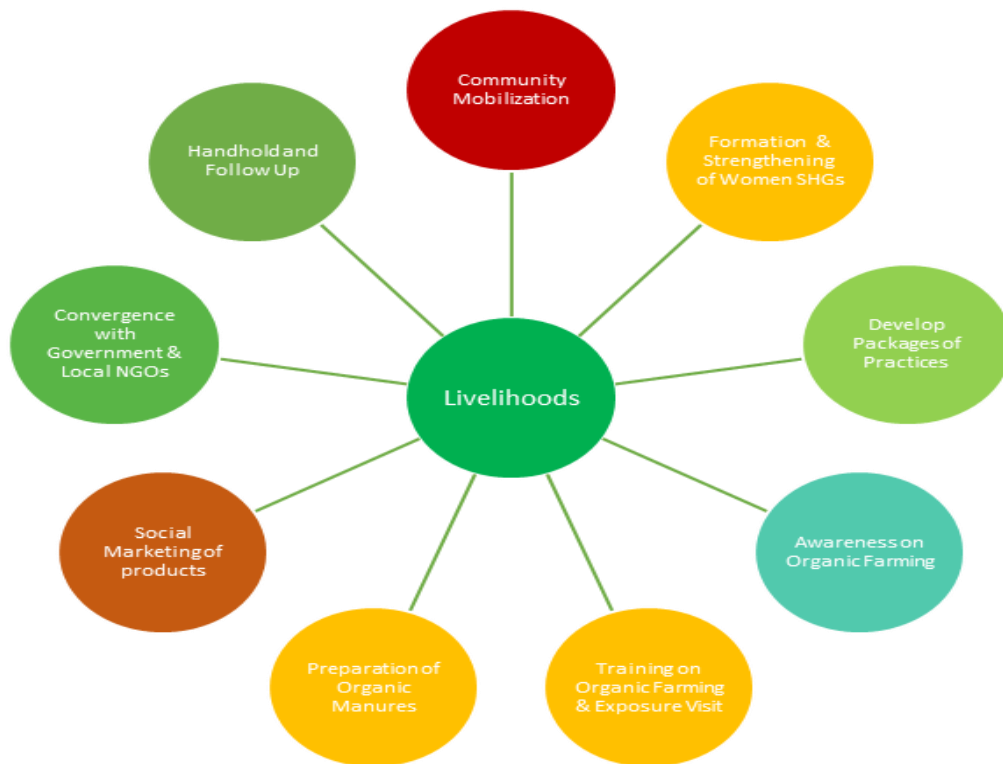 Community
Mobilization
Formation & 
Strengthening
of Women SHGs
Develop
Packages of
Practices
Awareness on
Organic Farming
Training on
Organic Farming
& Exposure Visit
Preparation of
Organic
Manures
Social
Marketing of
products
Convergence
with
Government &
Local NGOs
Handhold and
Follow Up
Livelihoods